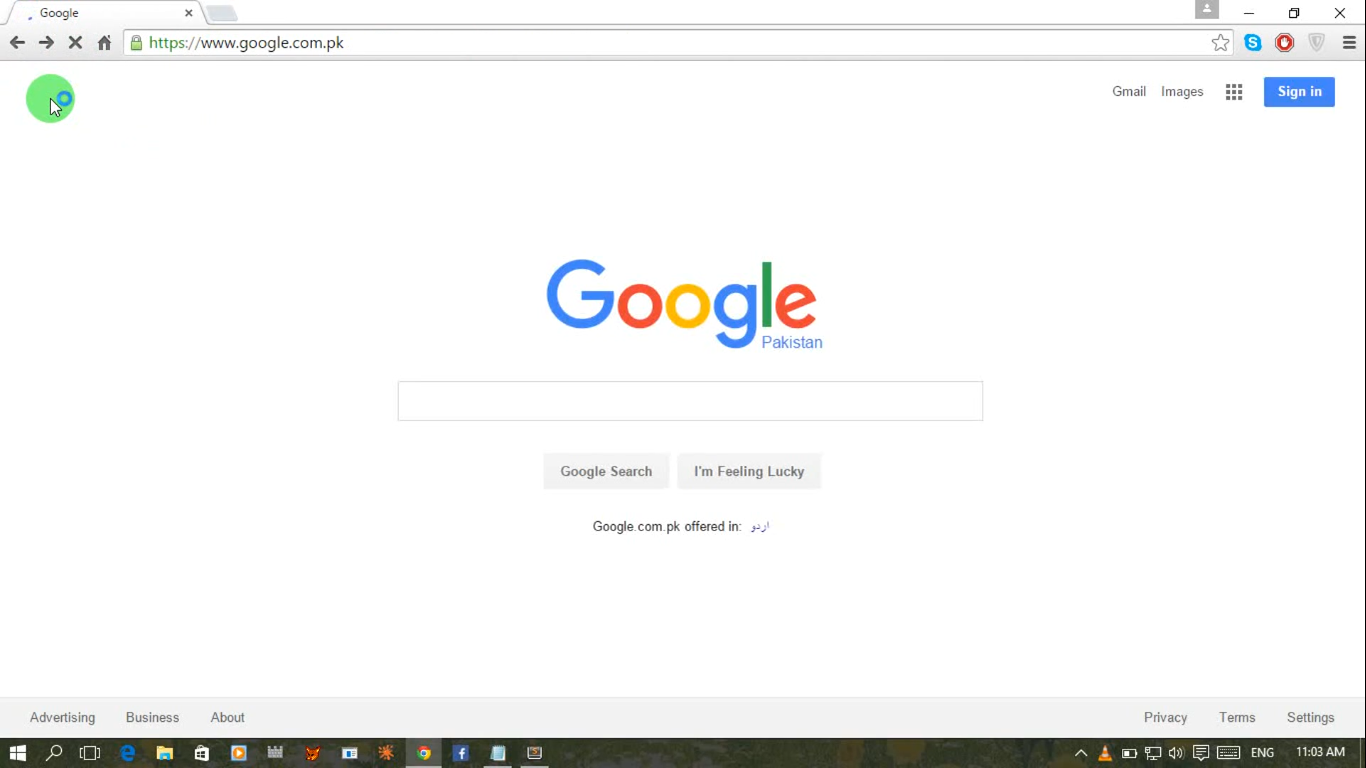 Google
https://www.google.com.pk
Gmail Images Sign in
Google
Pakistan
Google Search I'm Feeling Lucky
Google.com.pk offered in: اردو
Advertising Business About Privacy Terms Settings
ENG 11:03 AM